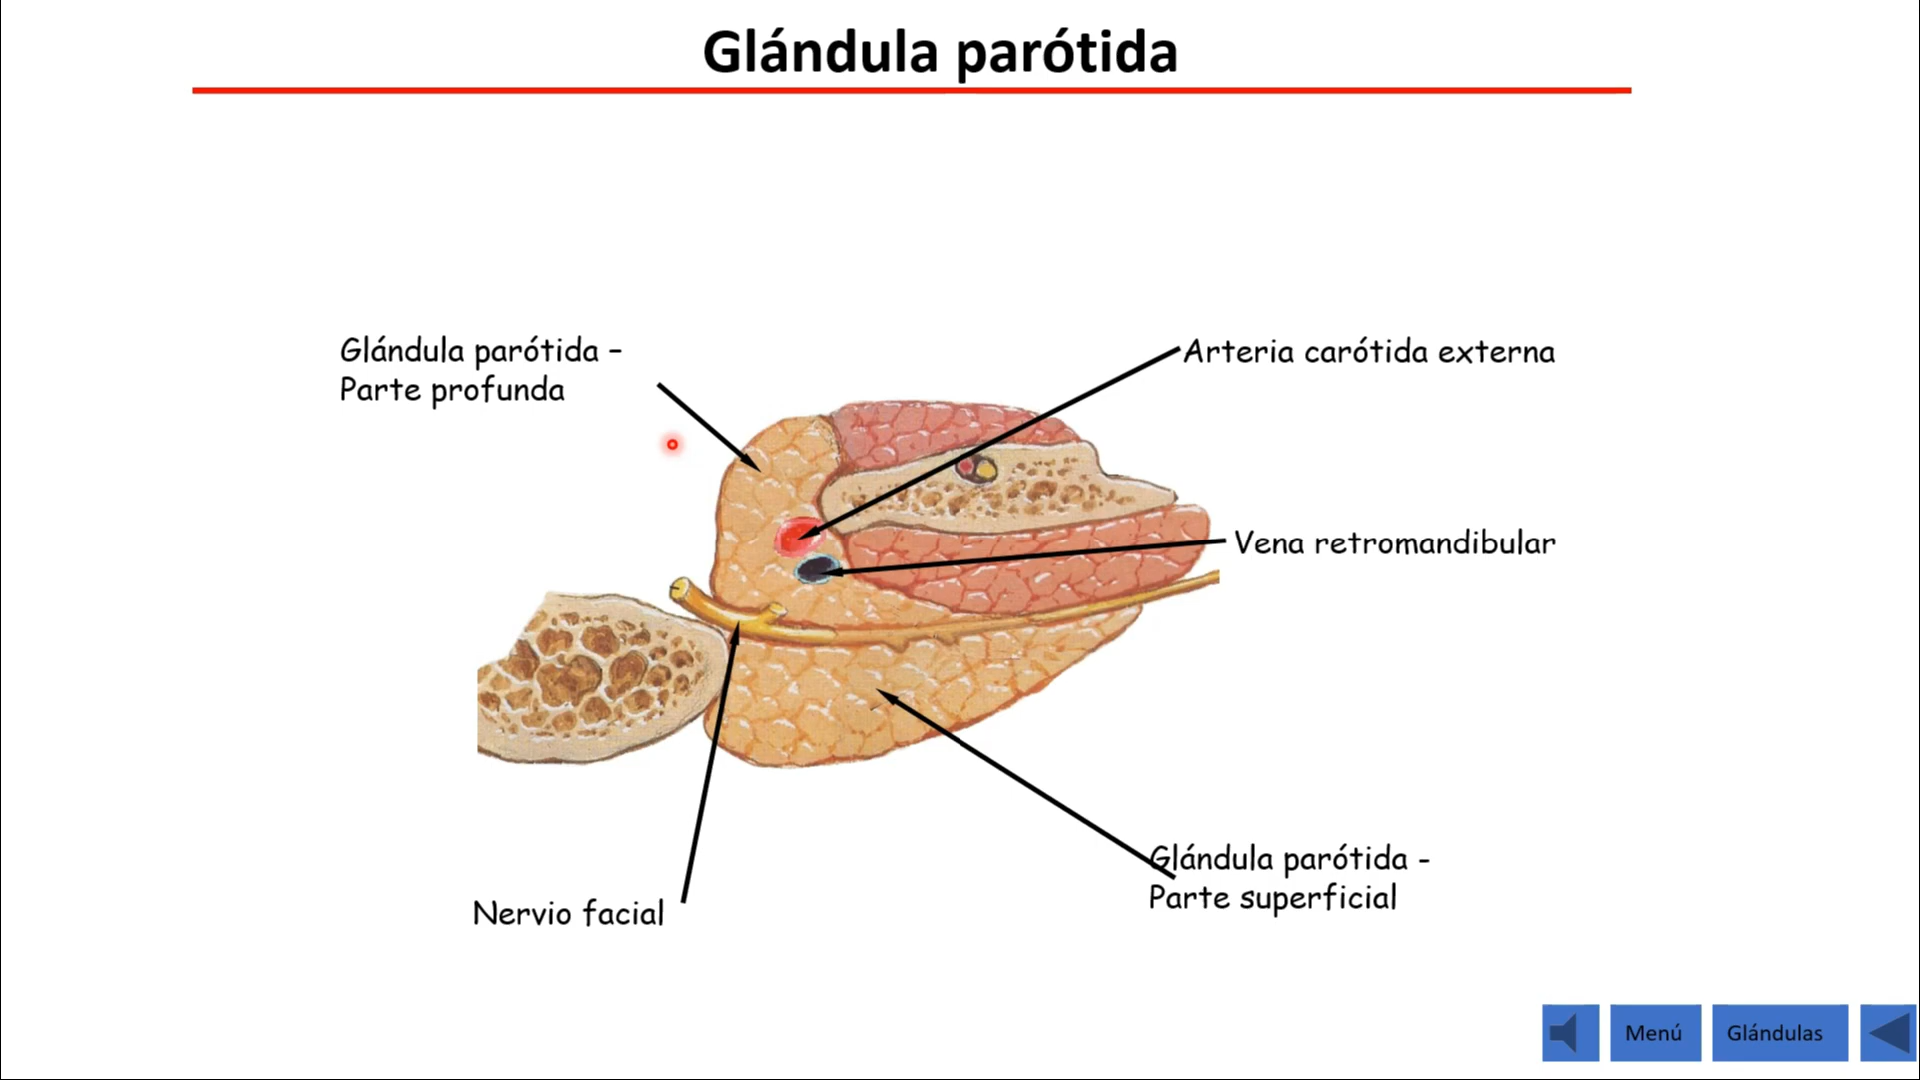 Glándula parótida
Glándula parótida –
Parte profunda
Arteria carótida externa
Vena retromandibular
Glándula parótida -
Parte superficial
Nervio facial
Menú
Glándulas